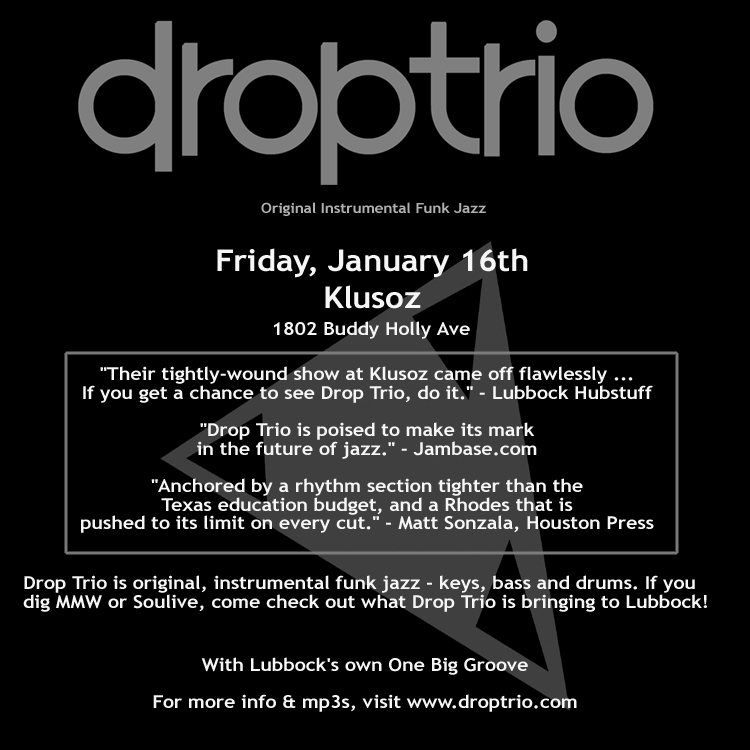 droptrio
Original Instrumental Funk Jazz
Friday, January 16th
Klusoz
1802 Buddy Holly Ave
"Their tightly-wound show at Klusoz came off flawlessly ...
If you get a chance to see Drop Trio, do it." - Lubbock Hubstuff
"Drop Trio is poised to make its mark
in the future of jazz." - Jambase.com
"Anchored by a rhythm section tighter than the
Texas education budget, and a Rhodes that is
pushed to its limit on every cut." - Matt Sonzala, Houston Press
Drop Trio is original, instrumental funk jazz - keys, bass and drums. If you
dig MMW or Soulive, come check out what Drop Trio is bringing to Lubbock!
With Lubbock's own One Big Groove
For more info & mp3s, visit www.droptrio.com